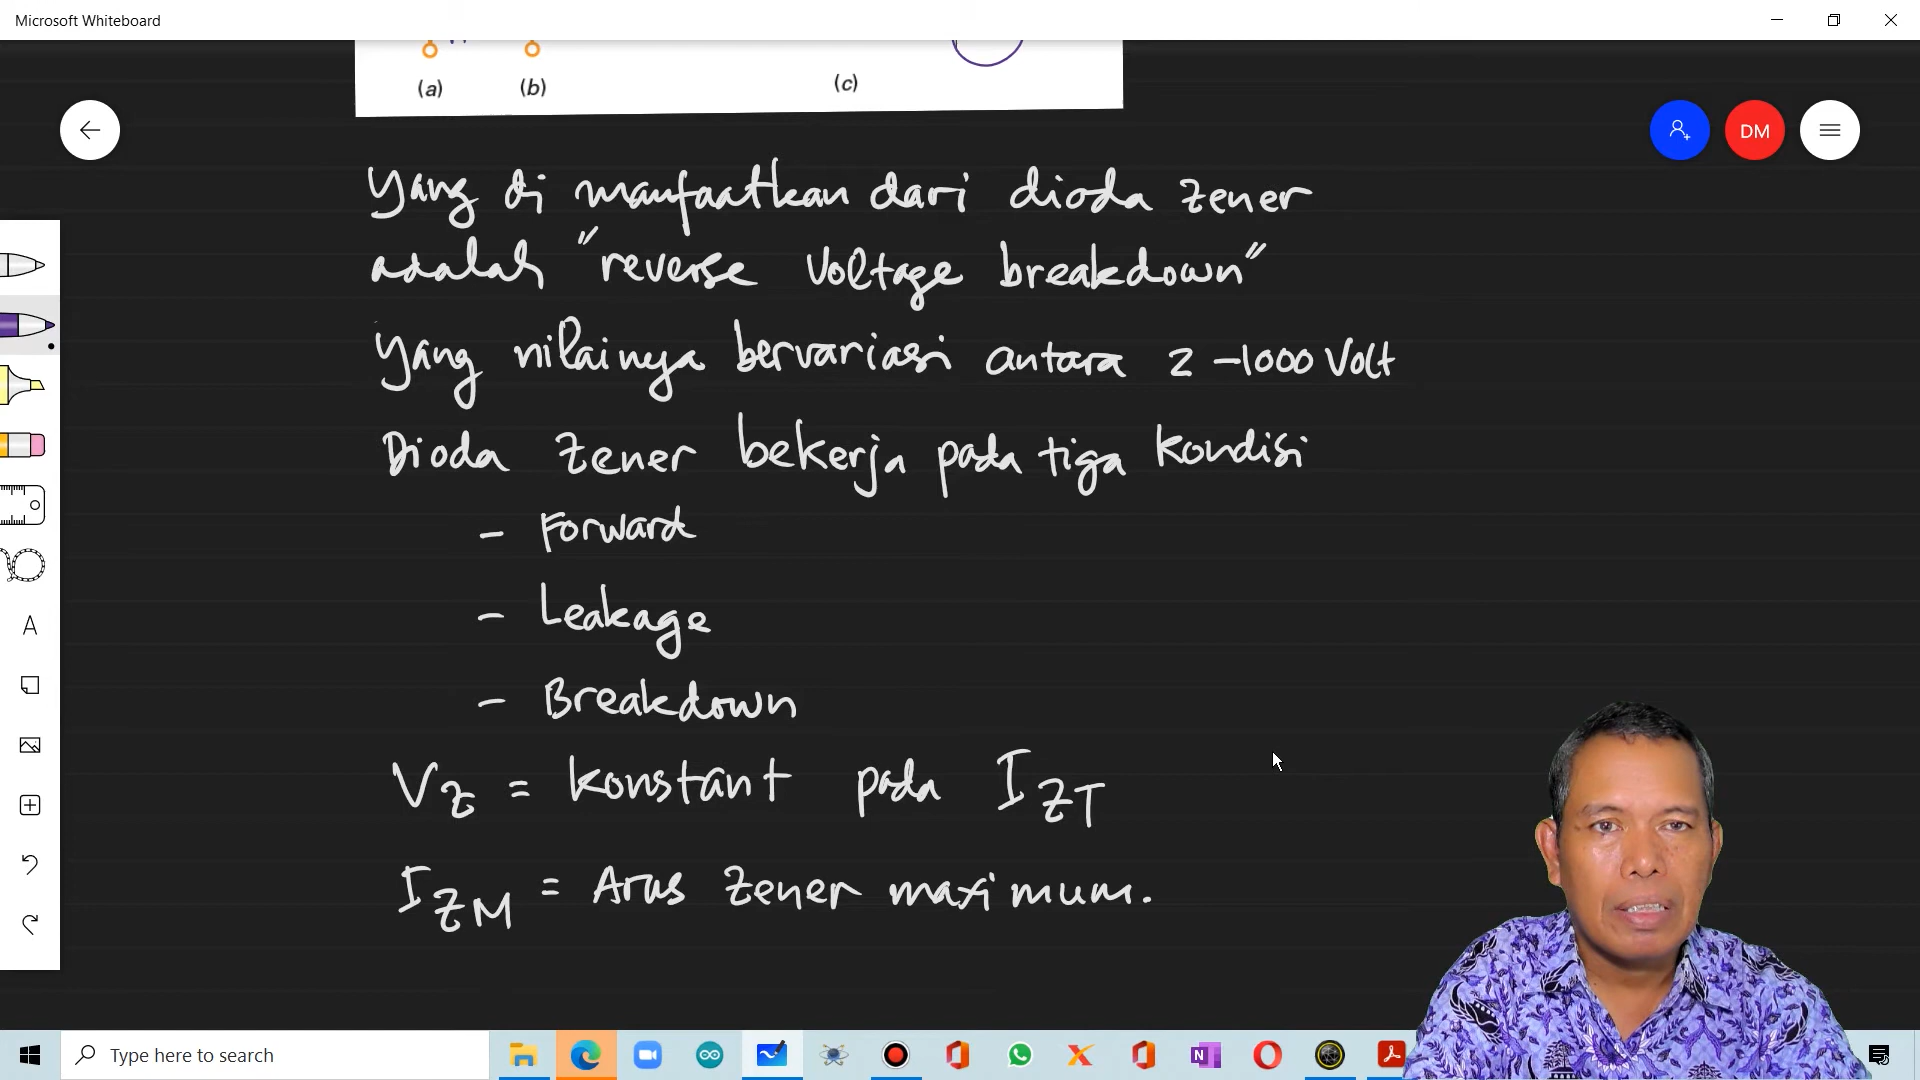 Microsoft Whiteboard
(a) (b) (c)
DM
Yang di manfaatkan dari dioda zener
adalah "reverse Voltage breakdown"
Yang nilainya bervariasi antara 2 - 1000 Volt
Dioda zener bekerja pada tiga kondisi
- Forward
- Leakage
- Breakdown
VZ = konstant pada IZT
IZM = Arus zener maximum.
A
Type here to search